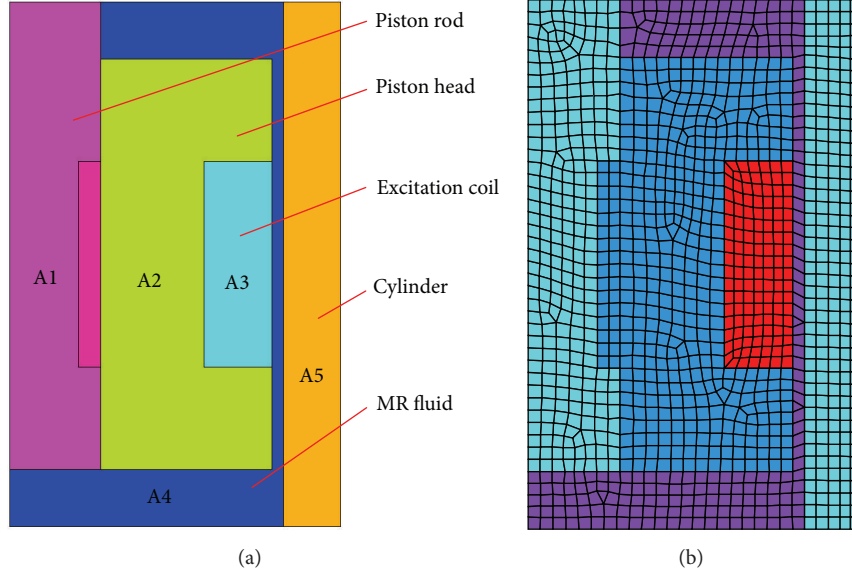 Piston rod
Piston head
Excitation coil
A1
A2
A3
Cylinder
A5
MR fluid
A4
(a)
(b)